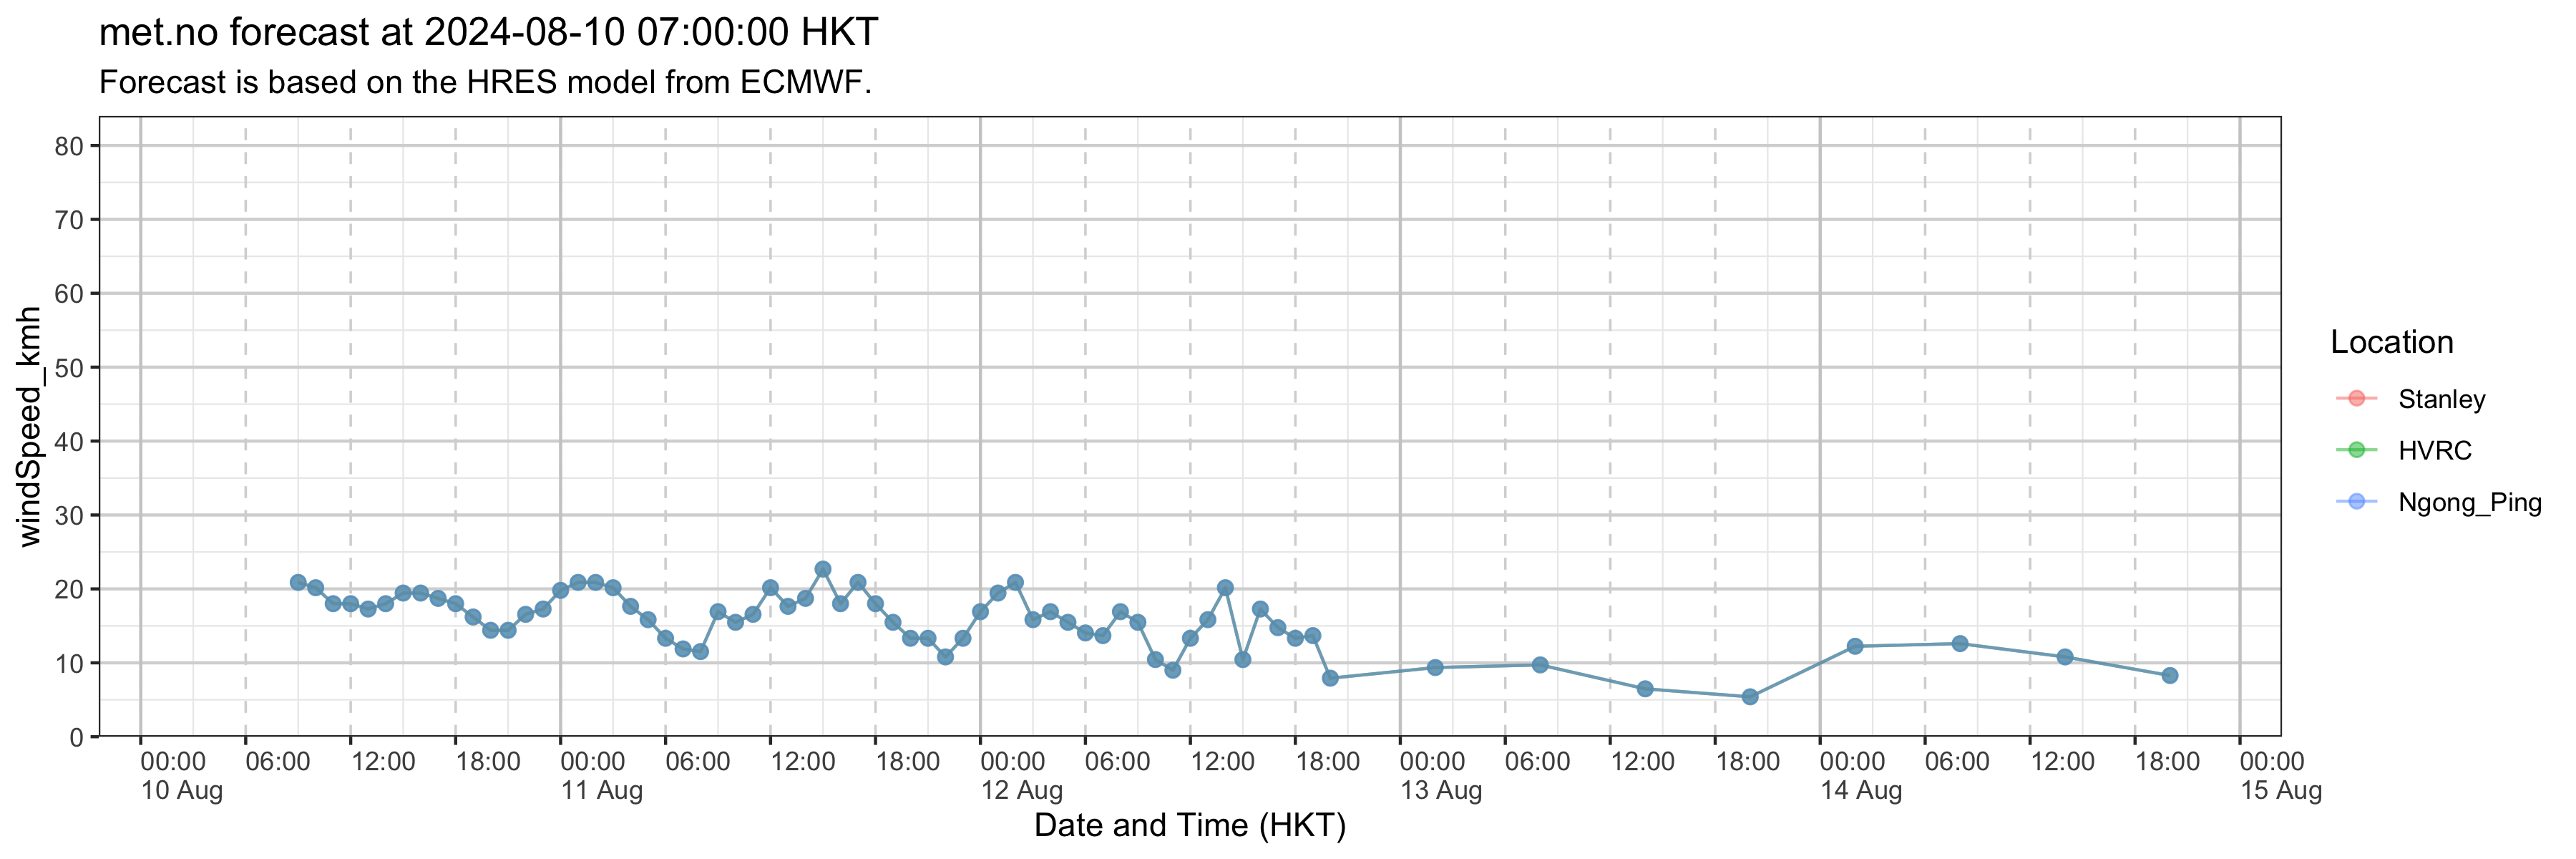 met.no forecast at 2024-08-10 07:00:00 HKT
Forecast is based on the HRES model from ECMWF.
windSpeed_kmh
80
70
60
50
40
30
20
10
0
00:00 06:00 12:00 18:00 00:00 06:00 12:00 18:00 00:00 06:00 12:00 18:00 00:00 06:00 12:00 18:00 00:00 06:00 12:00 18:00 00:00
10 Aug 11 Aug 12 Aug 13 Aug 14 Aug 15 Aug
Date and Time (HKT)
Location
Stanley
HVRC
Ngong_Ping